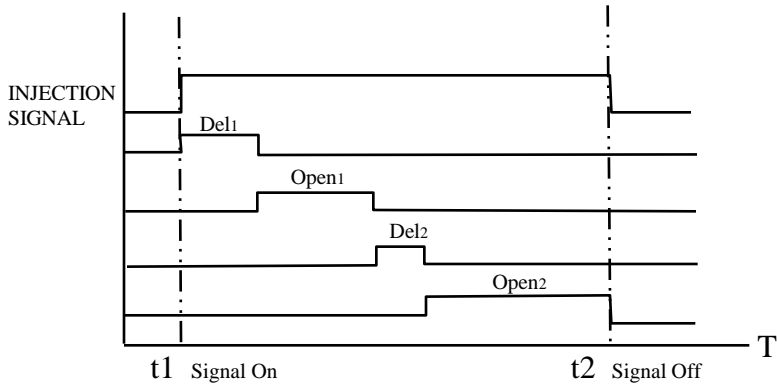 INJECTION
SIGNAL
Del1
Open1
Del2
Open2
T
t1 Signal On
t2 Signal Off